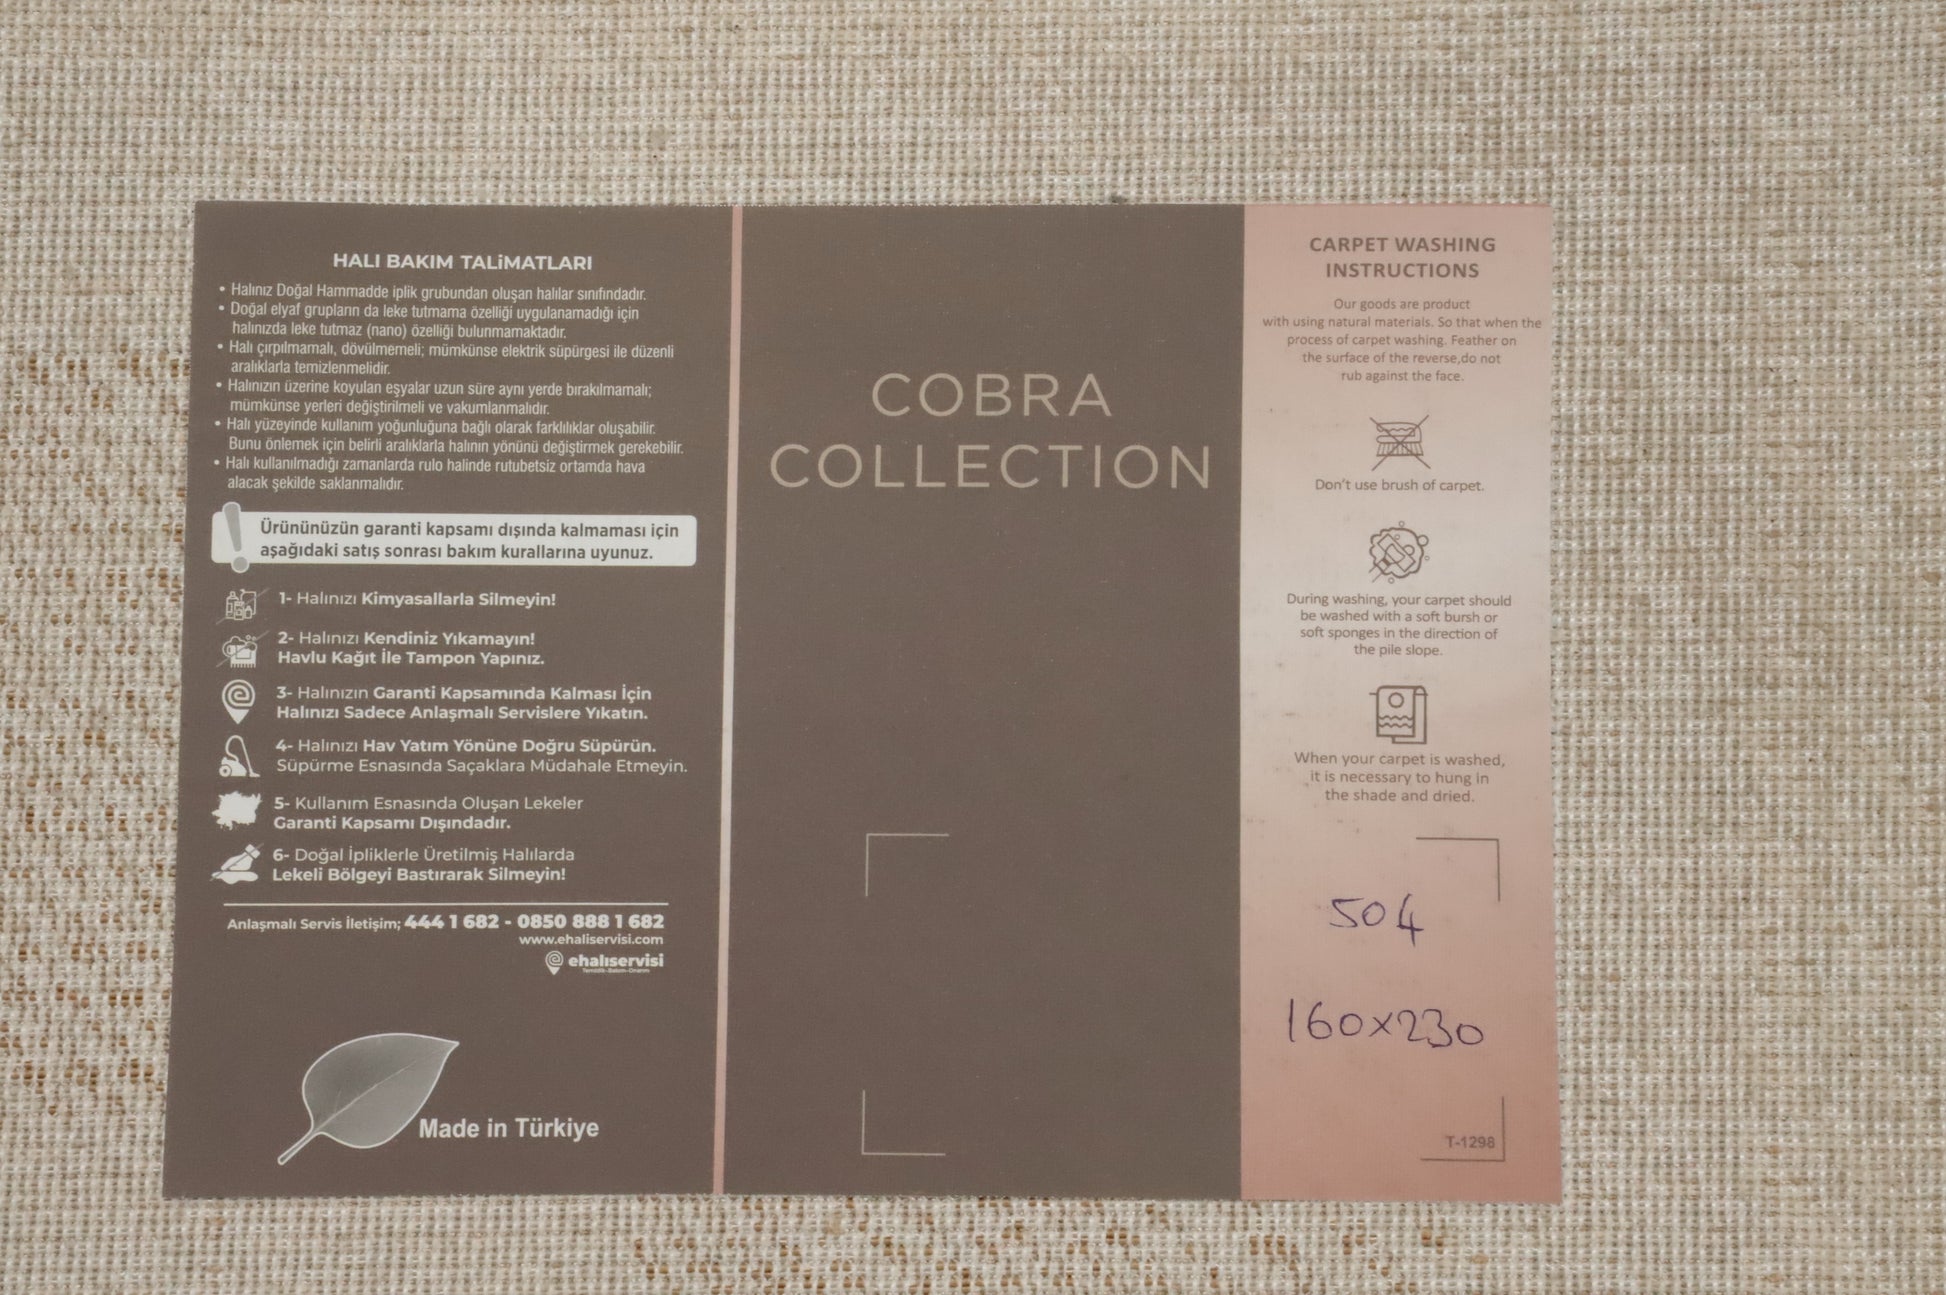 HALI BAKIM TALiMATLARI
• Halınız Doğal Hammadde iplik grubundan oluşan halılar sınıfındadır.
• Doğal elyaf grupların da leke tutmama özelliği uygulanamadığı için
halınızda leke tutmaz (nano) özelliği bulunmamaktadır.
• Halı çırpılmamalı, dövülmemeli; mümkünse elektrik süpürgesi ile düzenli
aralıklarla temizlenmelidir.
• Halınızın üzerine koyulan eşyalar uzun süre aynı yerde bırakılmamalı;
mümkünse yerleri değiştirilmeli ve vakumlanmalıdır.
• Halı yüzeyinde kullanım yoğunluğuna bağlı olarak farklılıklar oluşabilir.
Bunu önlemek için belirli aralıklarla halının yönünü değiştirmek gerekebilir.
• Halı kullanılmadığı zamanlarda rulo halinde rutubetsiz ortamda hava
alacak şekilde saklanmalıdır.
Ürününüzün garanti kapsamı dışında kalmaması için
aşağıdaki satış sonrası bakım kurallarına uyunuz.
1- Halınızı Kimyasallarla Silmeyin!
2- Halınızı Kendiniz Yıkamayın!
Havlu Kağıt İle Tampon Yapınız.
3- Halınızın Garanti Kapsamında Kalması İçin
Halınızı Sadece Anlaşmalı Servislere Yıkatın.
4- Halınızı Hav Yatım Yönüne Doğru Süpürün.
Süpürme Esnasında Saçaklara Müdahale Etmeyin.
5- Kullanım Esnasında Oluşan Lekeler
Garanti Kapsamı Dışındadır.
6- Doğal İpliklerle Üretilmiş Halılarda
Lekeli Bölgeyi Bastırarak Silmeyin!
Anlaşmalı Servis İletişim; 444 1 682 - 0850 888 1 682
www.ehaliservisi.com
ehalıservisi
Temizlik-Bakım-Onarım
Made in Türkiye
COBRA
COLLECTION
CARPET WASHING
INSTRUCTIONS
Our goods are product
with using natural materials. So that when the
process of carpet washing. Feather on
the surface of the reverse,do not
rub against the face.
Don't use brush of carpet.
During washing, your carpet should
be washed with a soft bursh or
soft sponges in the direction of
the pile slope.
When your carpet is washed,
it is necessary to hung in
the shade and dried.
504
160x230
T-1298